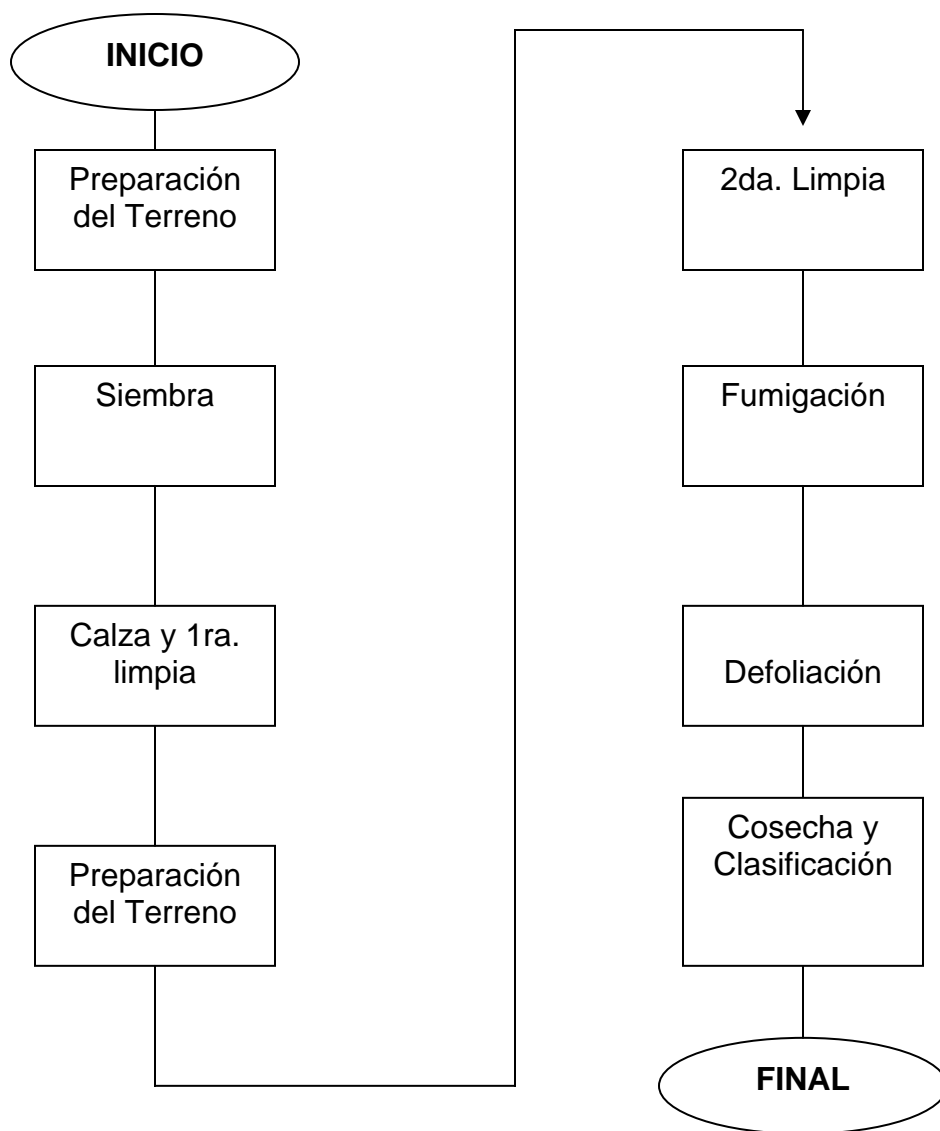 INICIO
Preparación
del Terreno
Siembra
Calza y 1ra.
limpia
Preparación
del Terreno
2da. Limpia
Fumigación
Defoliación
Cosecha y
Clasificación
FINAL